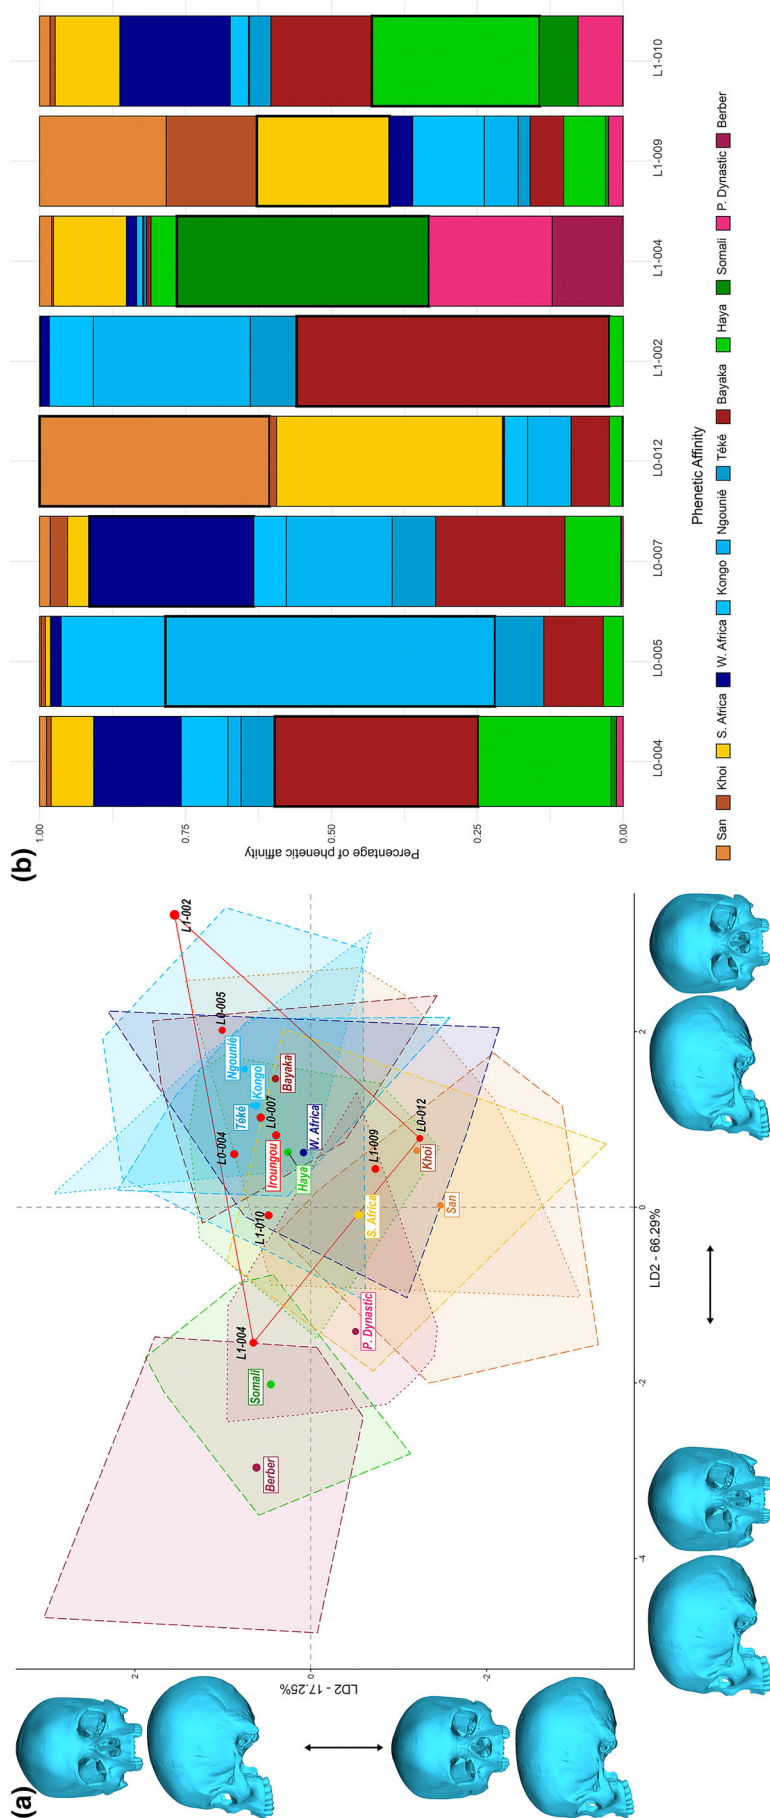 (a)
2
0
-2
LD2 - 17.25%
-4
-2
0
2
LD2 - 66.29%
Berber
Somali
L1-004
P. Dynastic
L1-010
S. Africa
San
L1-009
Khoi
L0-012
L0-004
Iroungou
Haya
W. Africa
L0-007
Téké
Kongo
Ngounié
Bayaka
L0-005
L1-002
(b)
1.00
0.75
0.50
0.25
0.00
Percentage of phenetic affinity
L0-004
L0-005
L0-007
L0-012
L1-002
L1-004
L1-009
L1-010
Phenetic Affinity
San
Khoi
S. Africa
W. Africa
Kongo
Ngounié
Téké
Bayaka
Haya
Somali
P. Dynastic
Berber